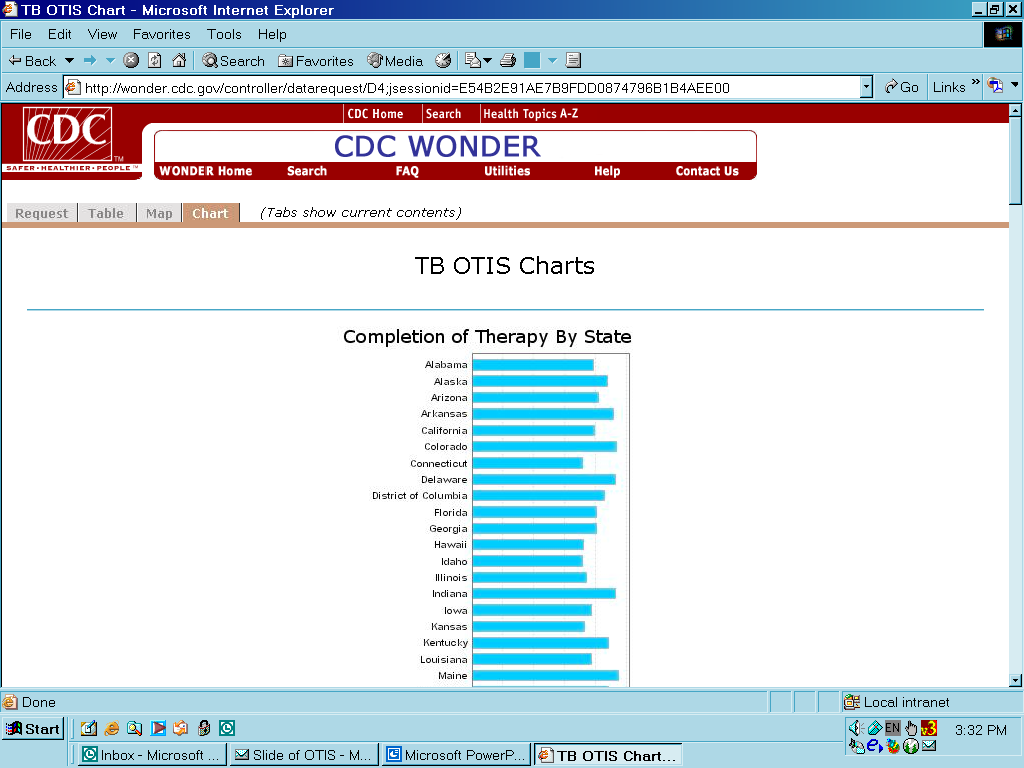 TB OTIS Chart - Microsoft Internet Explorer
File Edit View Favorites Tools Help
Back Search Favorites Media
Address http://wonder.cdc.gov/controller/datarequest/D4;jsessionid=E54B2E91AE7B9FDD0874796B1B4AEE00 Go Links »
CDC Home Search Health Topics A-Z
CDC TM
SAFER • HEALTHIER • PEOPLE™
CDC WONDER
WONDER Home Search FAQ Utilities Help Contact Us
Request Table Map Chart (Tabs show current contents)
TB OTIS Charts
Completion of Therapy By State
Alabama
Alaska
Arizona
Arkansas
California
Colorado
Connecticut
Delaware
District of Columbia
Florida
Georgia
Hawaii
Idaho
Illinois
Indiana
Iowa
Kansas
Kentucky
Louisiana
Maine
Done Local intranet
Start EN 3:32 PM
Inbox - Microsoft ... Slide of OTIS - M... Microsoft PowerP... TB OTIS Chart...